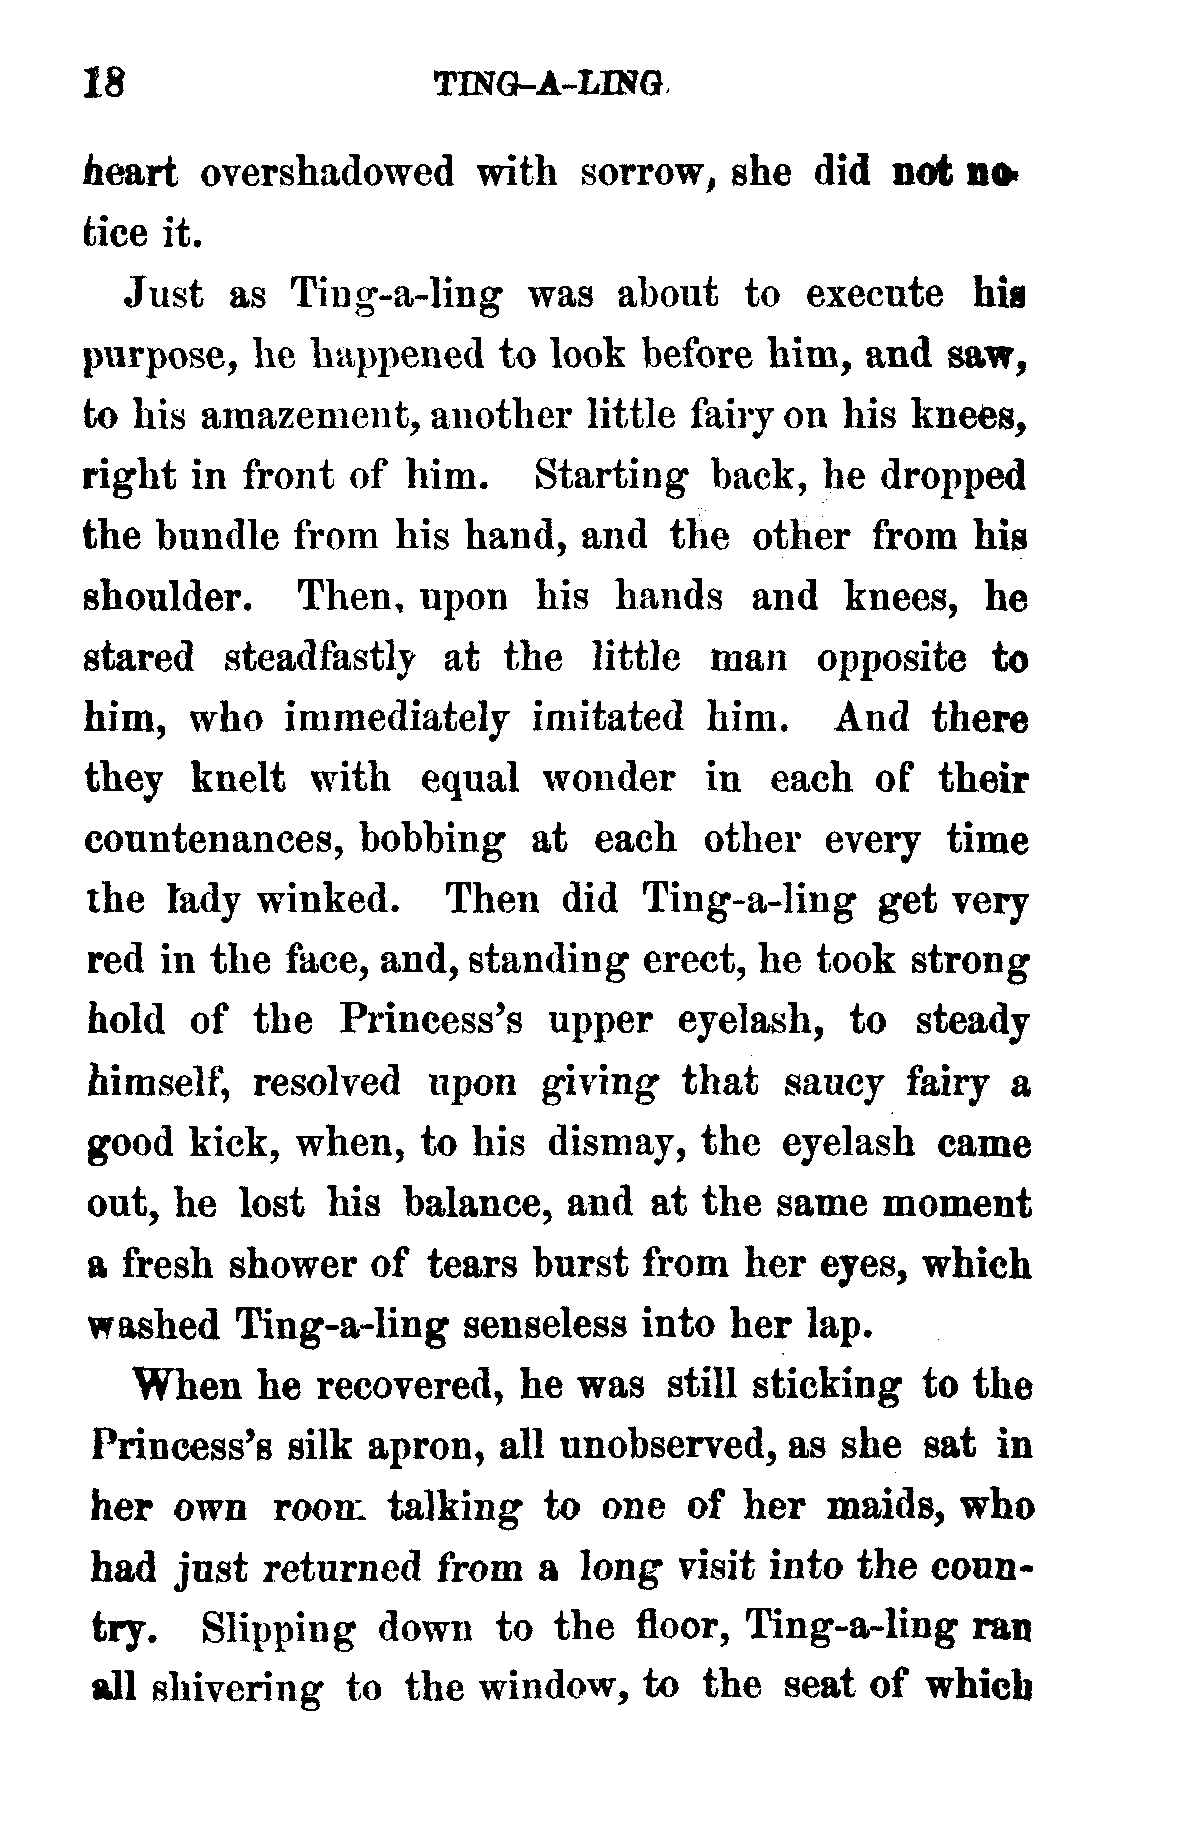 18 TING-A-LING.
heart overshadowed with sorrow, she did not no-
tice it.
Just as Ting-a-ling was about to execute his
purpose, he happened to look before him, and saw,
to his amazement, another little fairy on his knees,
right in front of him. Starting back, he dropped
the bundle from his hand, and the other from his
shoulder. Then, upon his hands and knees, he
stared steadfastly at the little man opposite to
him, who immediately imitated him. And there
they knelt with equal wonder in each of their
countenances, bobbing at each other every time
the lady winked. Then did Ting-a-ling get very
red in the face, and, standing erect, he took strong
hold of the Princess's upper eyelash, to steady
himself, resolved upon giving that saucy fairy a
good kick, when, to his dismay, the eyelash came
out, he lost his balance, and at the same moment
a fresh shower of tears burst from her eyes, which
washed Ting-a-ling senseless into her lap.
When he recovered, he was still sticking to the
Princess's silk apron, all unobserved, as she sat in
her own room talking to one of her maids, who
had just returned from a long visit into the coun-
try. Slipping down to the floor, Ting-a-ling ran
all shivering to the window, to the seat of which